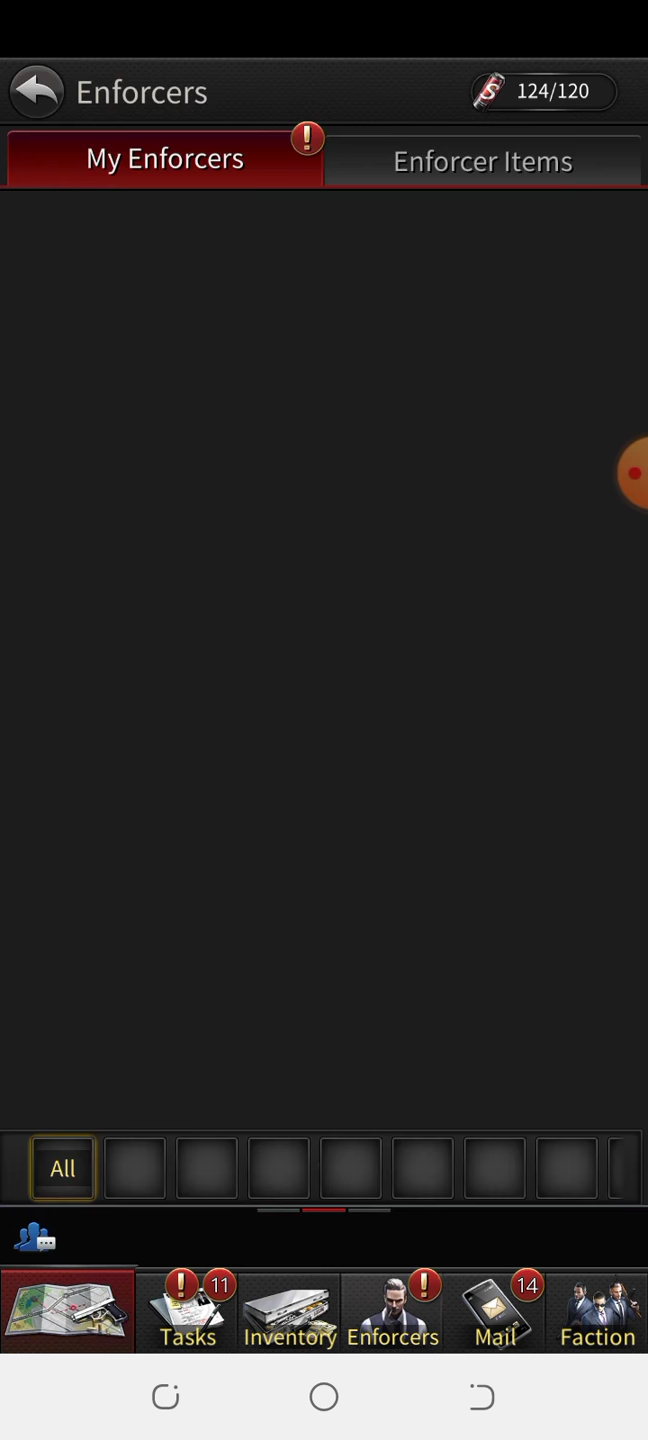 Enforcers
124/120
My Enforcers
Enforcer Items
All
11
14
Tasks
Inventory
Enforcers
Mail
Faction